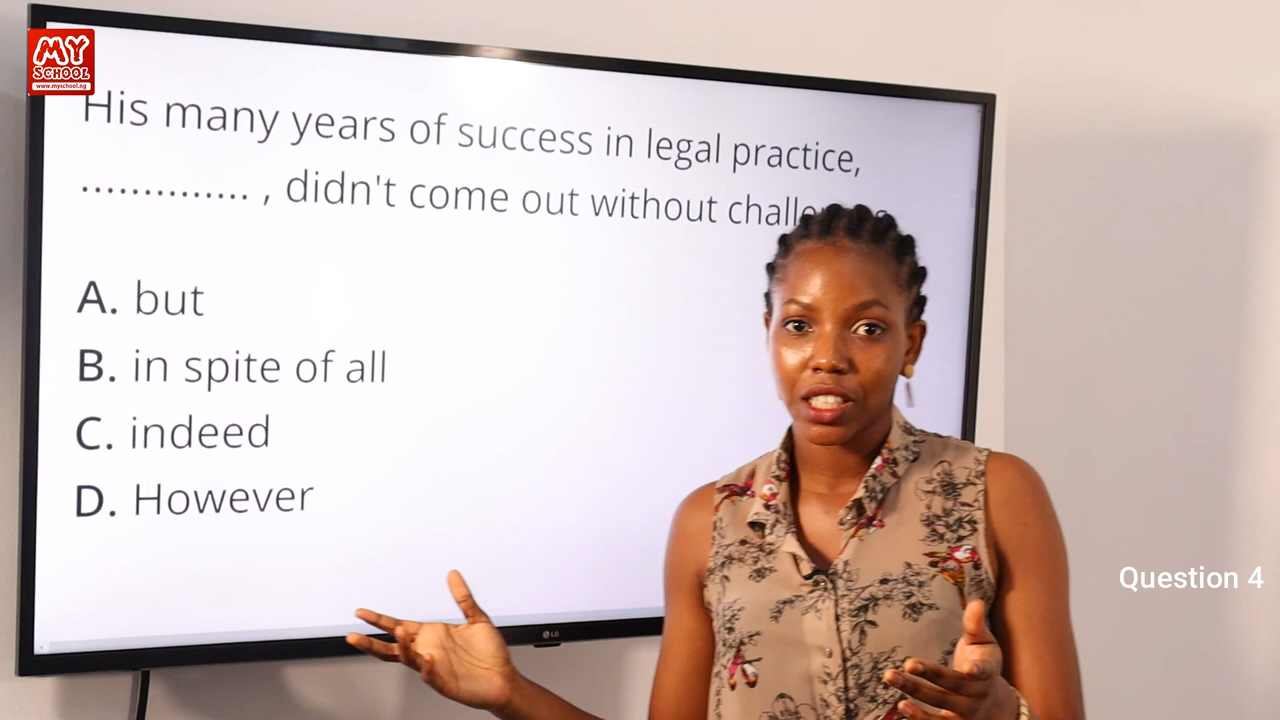 MY
SCHOOL
www.myschool.ng
His many years of success in legal practice,
.............. , didn't come out without
A. but
B. in spite of all
C. indeed
D. However
LG
Question 4